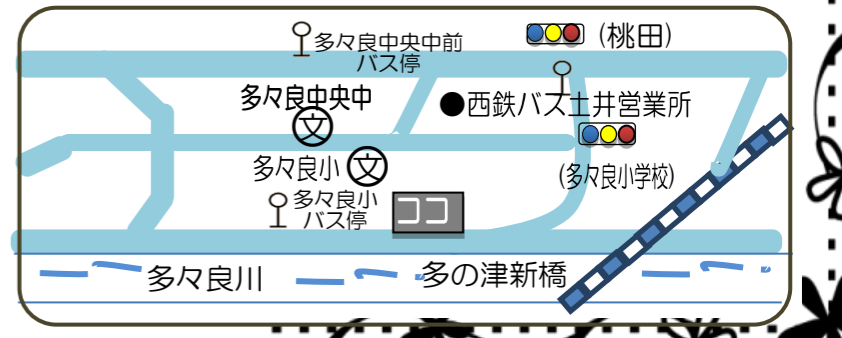 多々良中央中前
バス停
(桃田)
多々良中央中
文
●西鉄バス土井営業所
多々良小
文
(多々良小学校)
多々良小
バス停
ココ
多々良川
多の津新橋